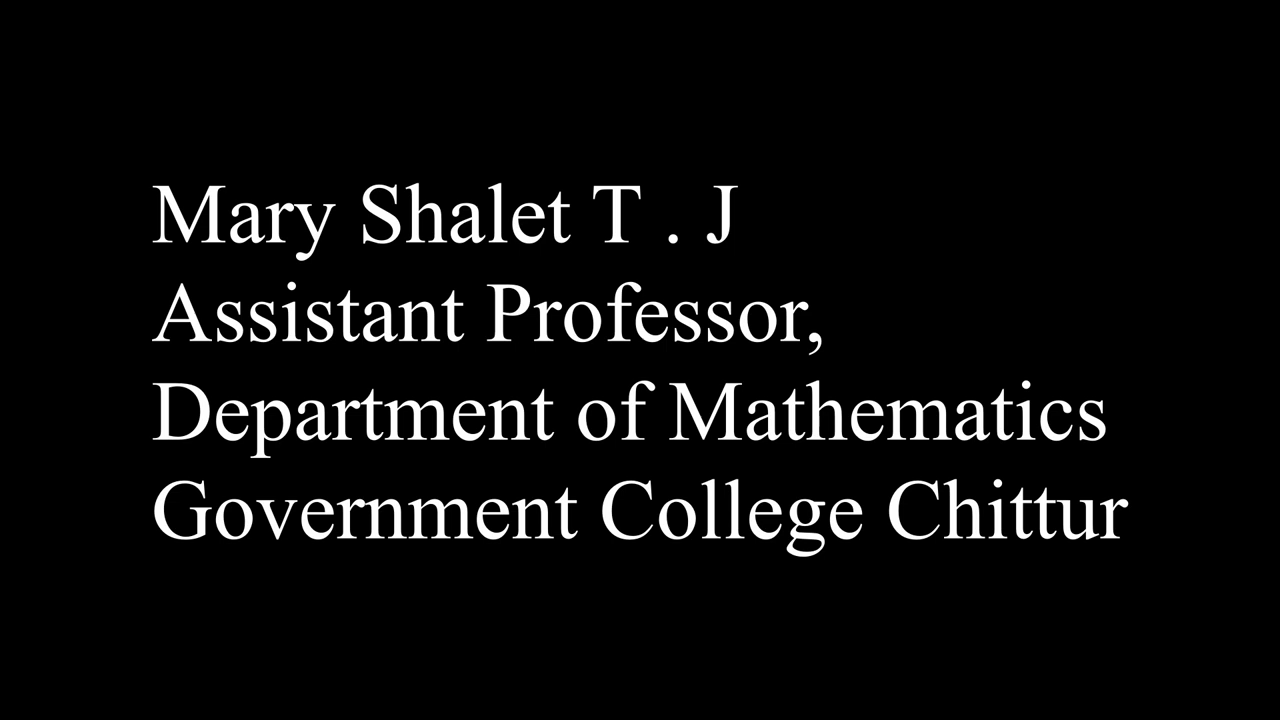 Mary Shalet T . J
Assistant Professor,
Department of Mathematics
Government College Chittur